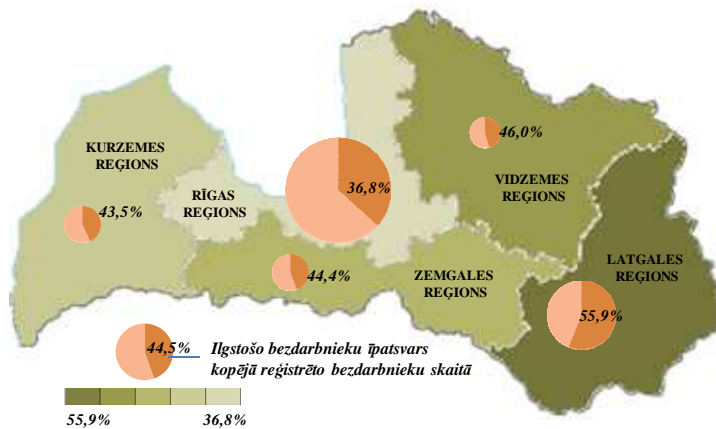 46,0%
KURZEMES
REĢIONS
VIDZEMES
REĢIONS
RĪGAS
REĢIONS
36,8%
43,5%
LATGALES
REĢIONS
44,4%
ZEMGALES
REĢIONS
55,9%
44,5%
Ilgstošo bezdarbnieku īpatsvars
kopējā reģistrēto bezdarbnieku skaitā
55,9%
36,8%